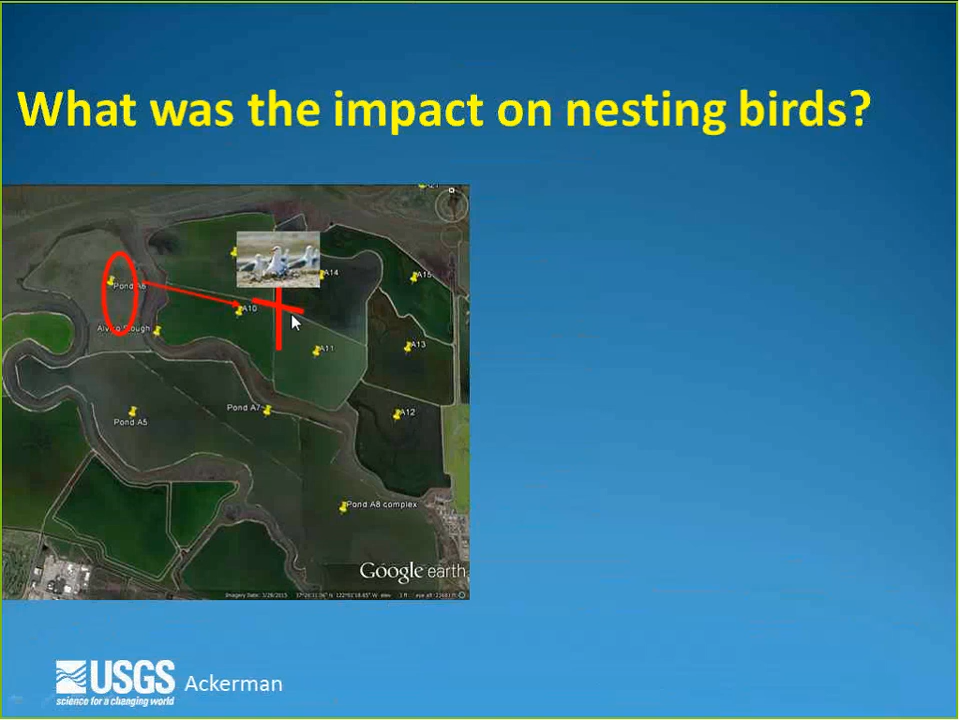 What was the impact on nesting birds?
A14
A15
Pond A6
A10
Alviso Slough
A11
A13
Pond A7
A12
Pond A5
Pond A8 complex
Google earth
USGS
science for a changing world
Ackerman